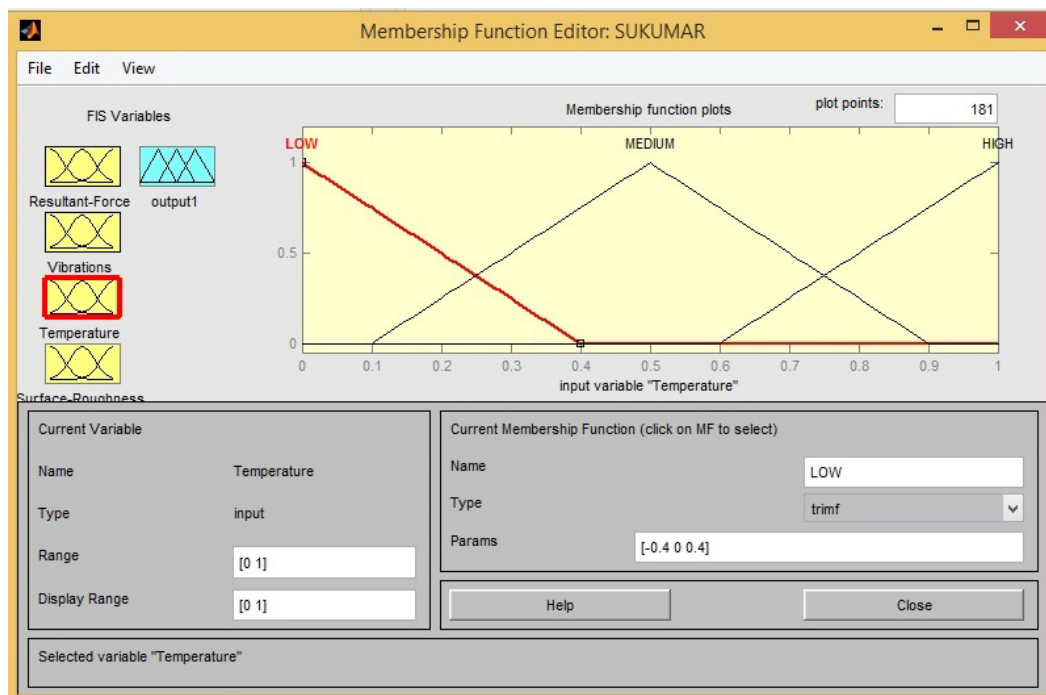 Membership Function Editor: SUKUMAR
File Edit View
FIS Variables
Resultant-Force output1
Vibrations
Temperature
Surface-Roughness
Membership function plots plot points: 181
LOW MEDIUM HIGH
1
0.5
0
0 0.1 0.2 0.3 0.4 0.5 0.6 0.7 0.8 0.9 1
input variable "Temperature"
Current Variable
Name Temperature
Type input
Range [0 1]
Display Range [0 1]
Current Membership Function (click on MF to select)
Name LOW
Type trimf
Params [-0.4 0 0.4]
Help Close
Selected variable "Temperature"